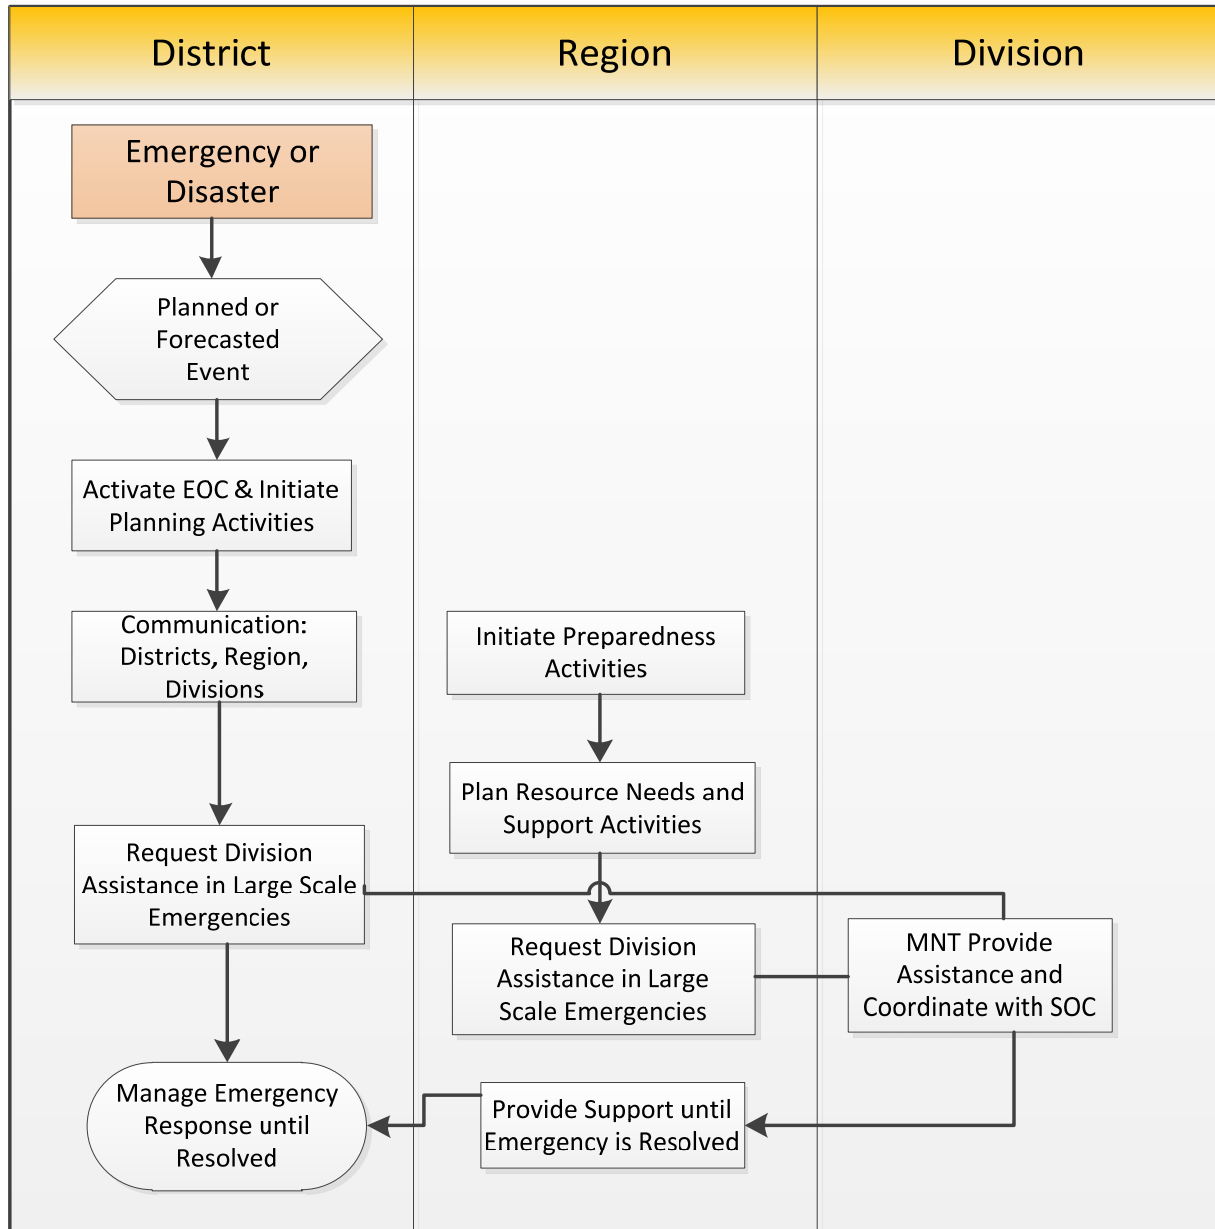 District
Region
Division
Emergency or
Disaster
Planned or
Forecasted
Event
Activate EOC & Initiate
Planning Activities
Communication:
Districts, Region,
Divisions
Request Division
Assistance in Large Scale
Emergencies
Manage Emergency
Response until
Resolved
Initiate Preparedness
Activities
Plan Resource Needs and
Support Activities
Request Division
Assistance in Large
Scale Emergencies
Provide Support until
Emergency is Resolved
MNT Provide
Assistance and
Coordinate with SOC